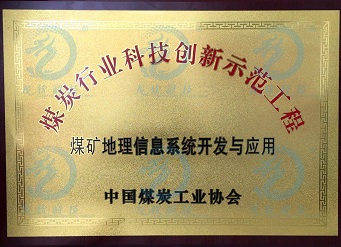 煤炭行业科技创新示范工程
煤矿地理信息系统开发与应用
中国煤炭工业协会